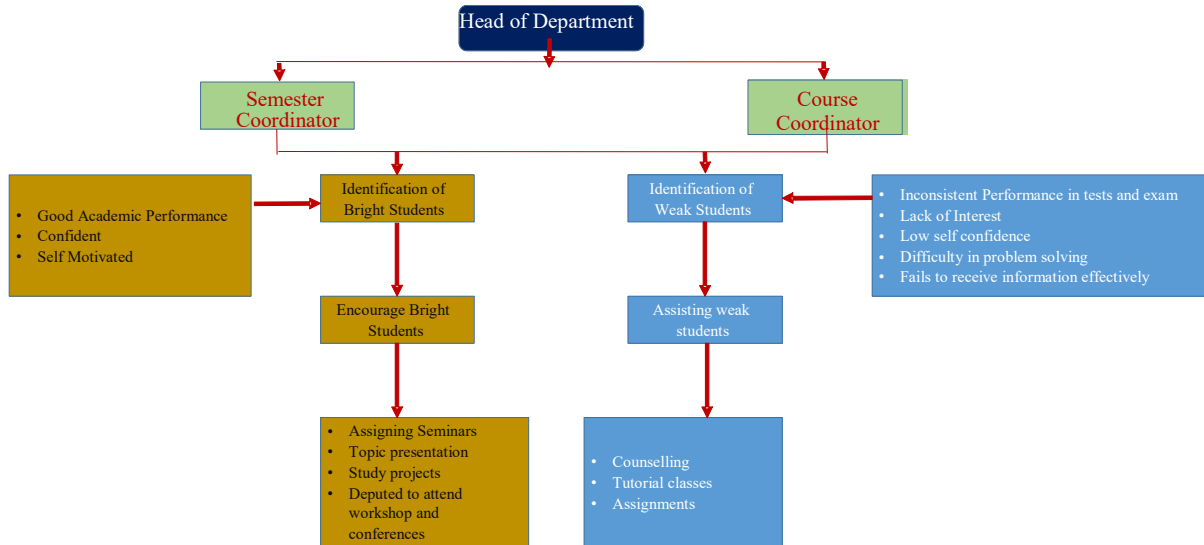 Head of Department
Semester
Coordinator
Course
Coordinator
• Good Academic Performance
• Confident
• Self Motivated
Identification of
Bright Students
Identification of
Weak Students
• Inconsistent Performance in tests and exam
• Lack of Interest
• Low self confidence
• Difficulty in problem solving
• Fails to receive information effectively
Encourage Bright
Students
Assisting weak
students
• Assigning Seminars
• Topic presentation
• Study projects
• Deputed to attend
workshop and
conferences
• Counselling
• Tutorial classes
• Assignments